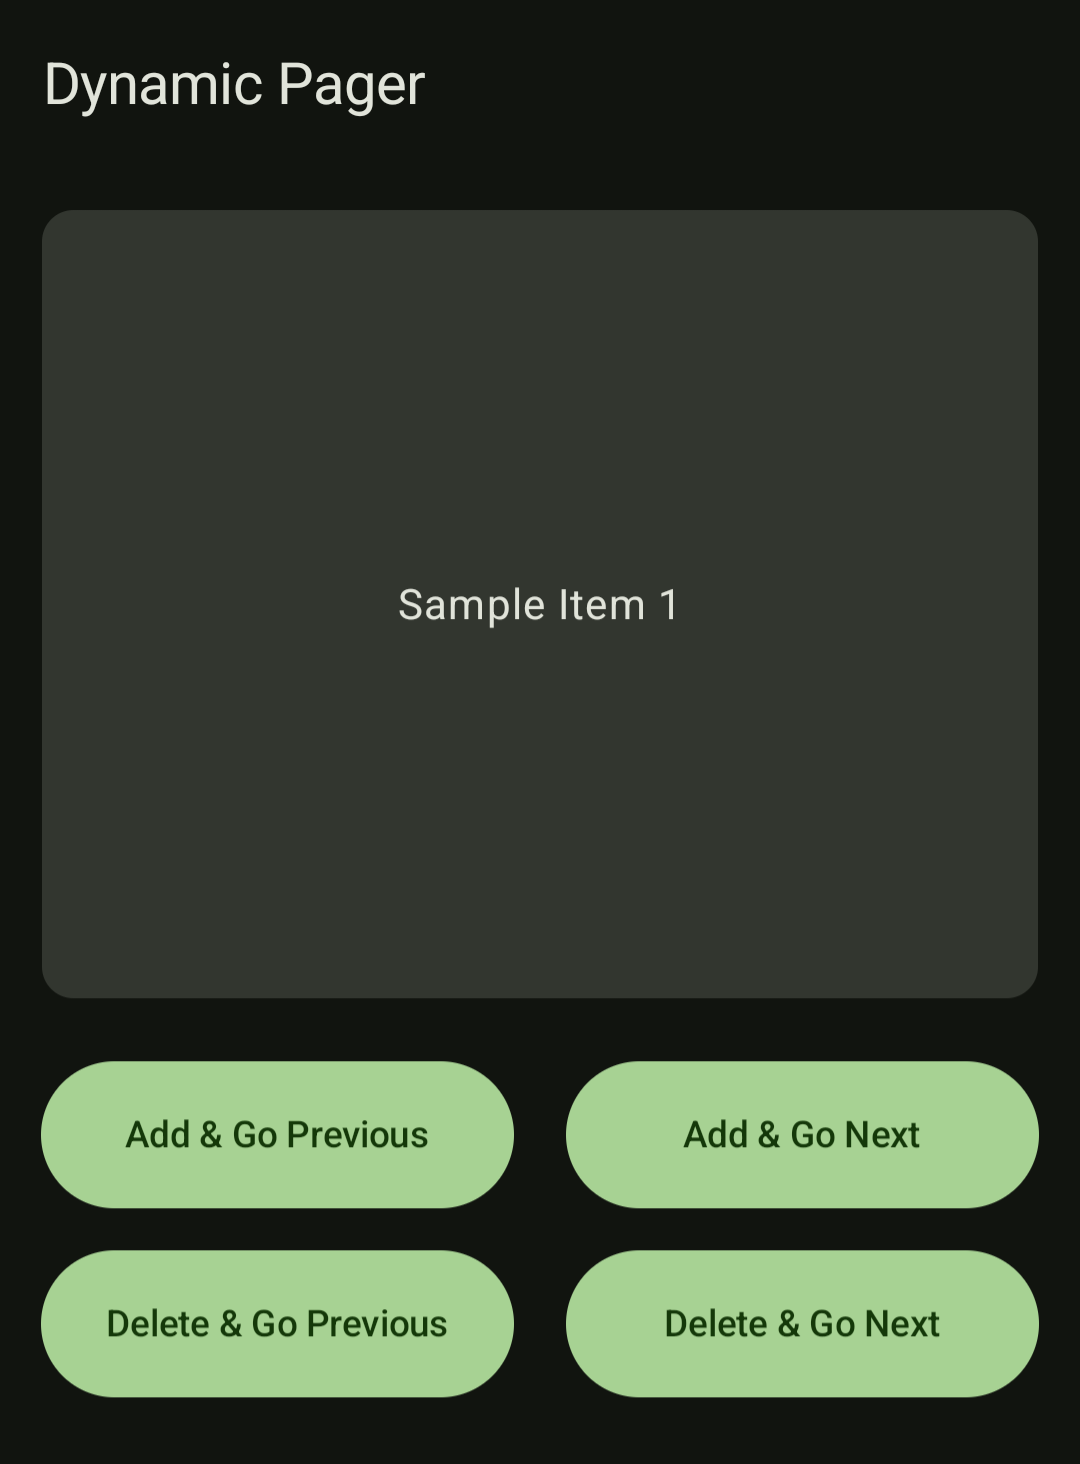 Dynamic Pager
Sample Item 1
Add & Go Previous
Add & Go Next
Delete & Go Previous
Delete & Go Next